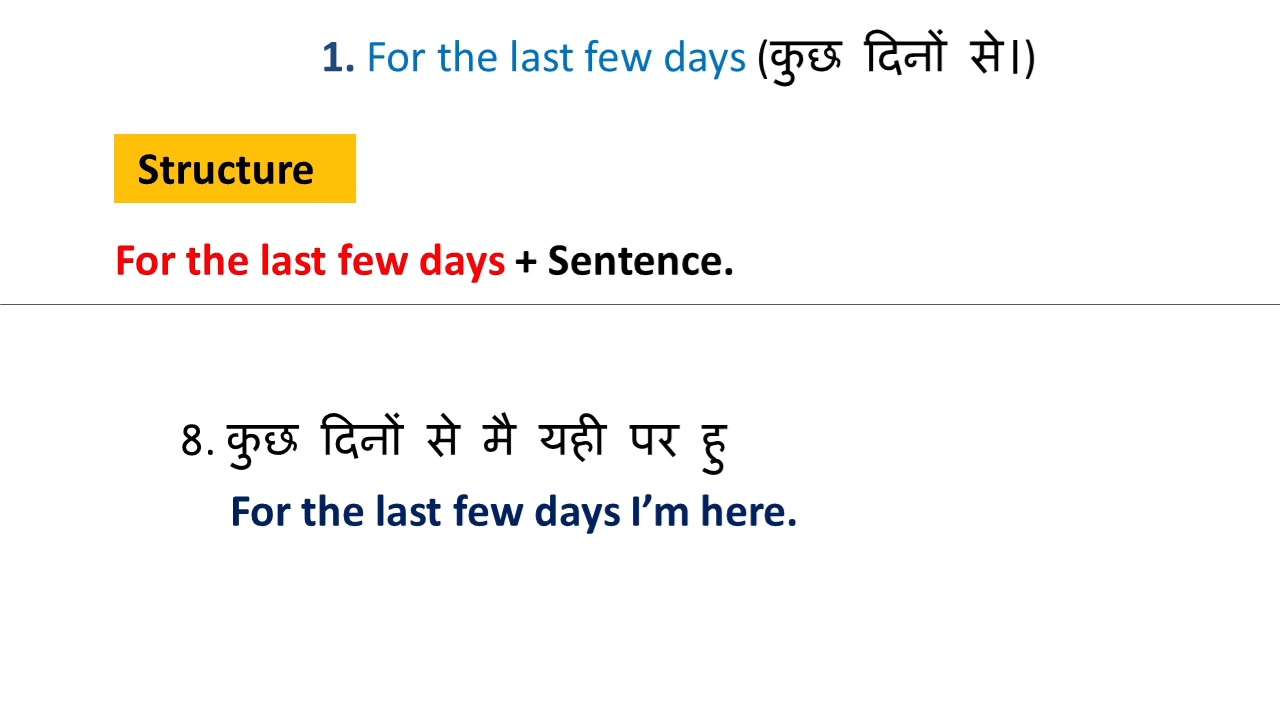 1. For the last few days (कुछ दिनों से।)
Structure
For the last few days + Sentence.
8. कुछ दिनों से मै यही पर हु
For the last few days I’m here.